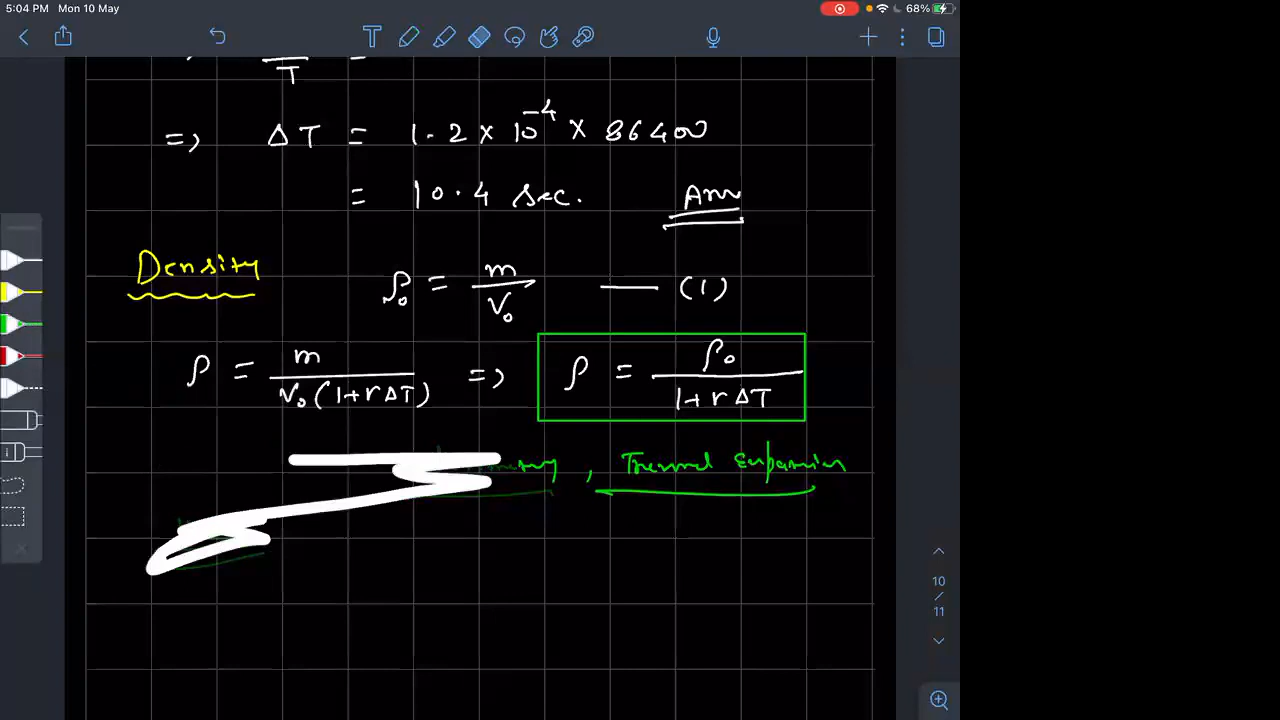 5:04 PM Mon 10 May 68%
T
=> ΔT = 1.2 × 10⁻⁴ × 86400
= 10.4 sec. Ans
Density ρ₀ = m/V₀ —— (1)
ρ = m/V₀(1+rΔT) => ρ = ρ₀/1+rΔT
, Thermal Expansion
10
/
11